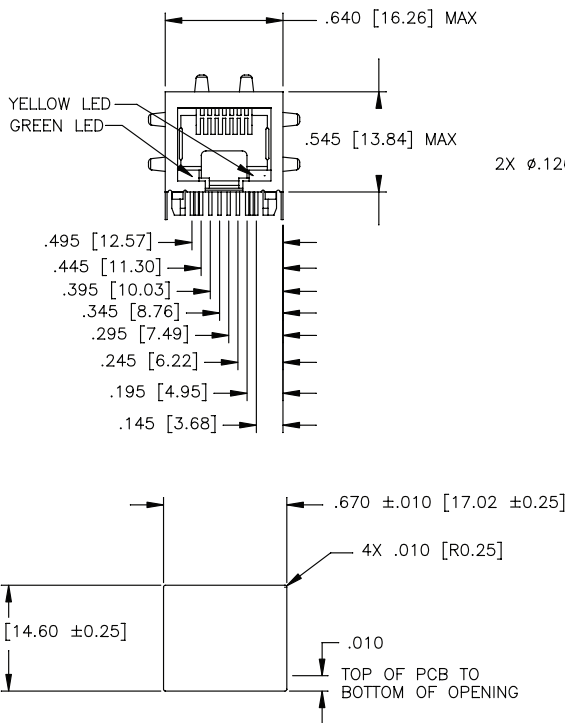 .640 [16.26] MAX
YELLOW LED
GREEN LED
.545 [13.84] MAX
2X ø.126
.495 [12.57]
.445 [11.30]
.395 [10.03]
.345 [8.76]
.295 [7.49]
.245 [6.22]
.195 [4.95]
.145 [3.68]
.670 ±.010 [17.02 ±0.25]
4X .010 [R0.25]
[14.60 ±0.25]
.010
TOP OF PCB TO
BOTTOM OF OPENING